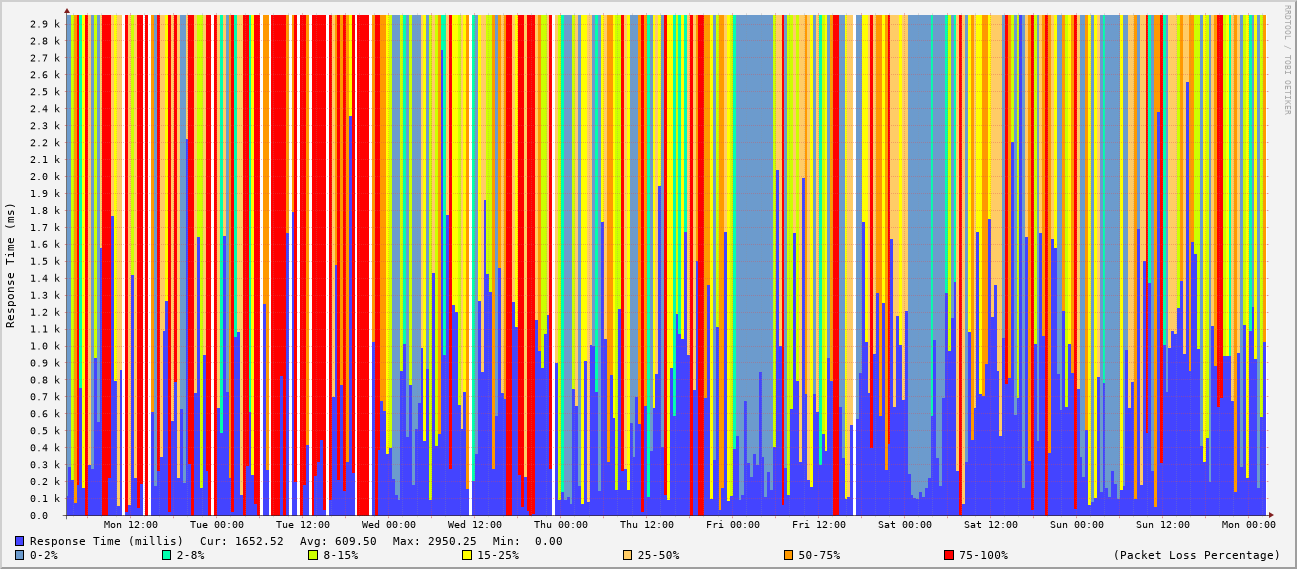 RRDTOOL / TOBI OETIKER
Response Time (ms)
2.9 k
2.8 k
2.7 k
2.6 k
2.5 k
2.4 k
2.3 k
2.2 k
2.1 k
2.0 k
1.9 k
1.8 k
1.7 k
1.6 k
1.5 k
1.4 k
1.3 k
1.2 k
1.1 k
1.0 k
0.9 k
0.8 k
0.7 k
0.6 k
0.5 k
0.4 k
0.3 k
0.2 k
0.1 k
0.0
Mon 12:00 Tue 00:00 Tue 12:00 Wed 00:00 Wed 12:00 Thu 00:00 Thu 12:00 Fri 00:00 Fri 12:00 Sat 00:00 Sat 12:00 Sun 00:00 Sun 12:00 Mon 00:00
Response Time (millis) Cur: 1652.52 Avg: 609.50 Max: 2950.25 Min: 0.00
0-2% 2-8% 8-15% 15-25% 25-50% 50-75% 75-100% (Packet Loss Percentage)